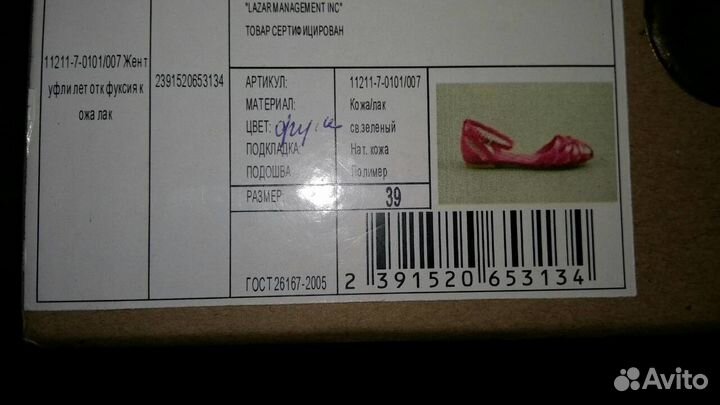 "LAZAR MANAGEMENT INC"
ТОВАР СЕРТИФИЦИРОВАН
11211-7-0101/007 Жен т
уфли лет отк фуксия к
ожа лак
2391520653134
АРТИКУЛ: 11211-7-0101/007
МАТЕРИАЛ: Кожа/лак
ЦВЕТ: св.зеленый
ПОДКЛАДКА: Нат. кожа
ПОДОШВА: Полимер
РАЗМЕР: 39
ГОСТ 26167-2005
2 391520 653134
Avito